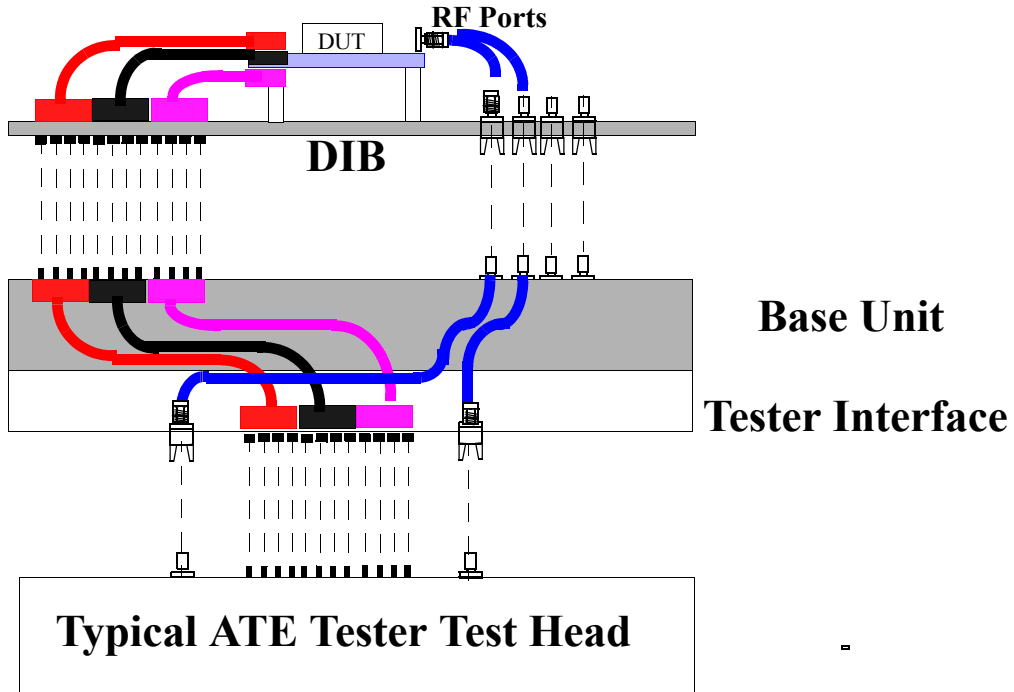 RF Ports
DUT
DIB
Base Unit
Tester Interface
Typical ATE Tester Test Head